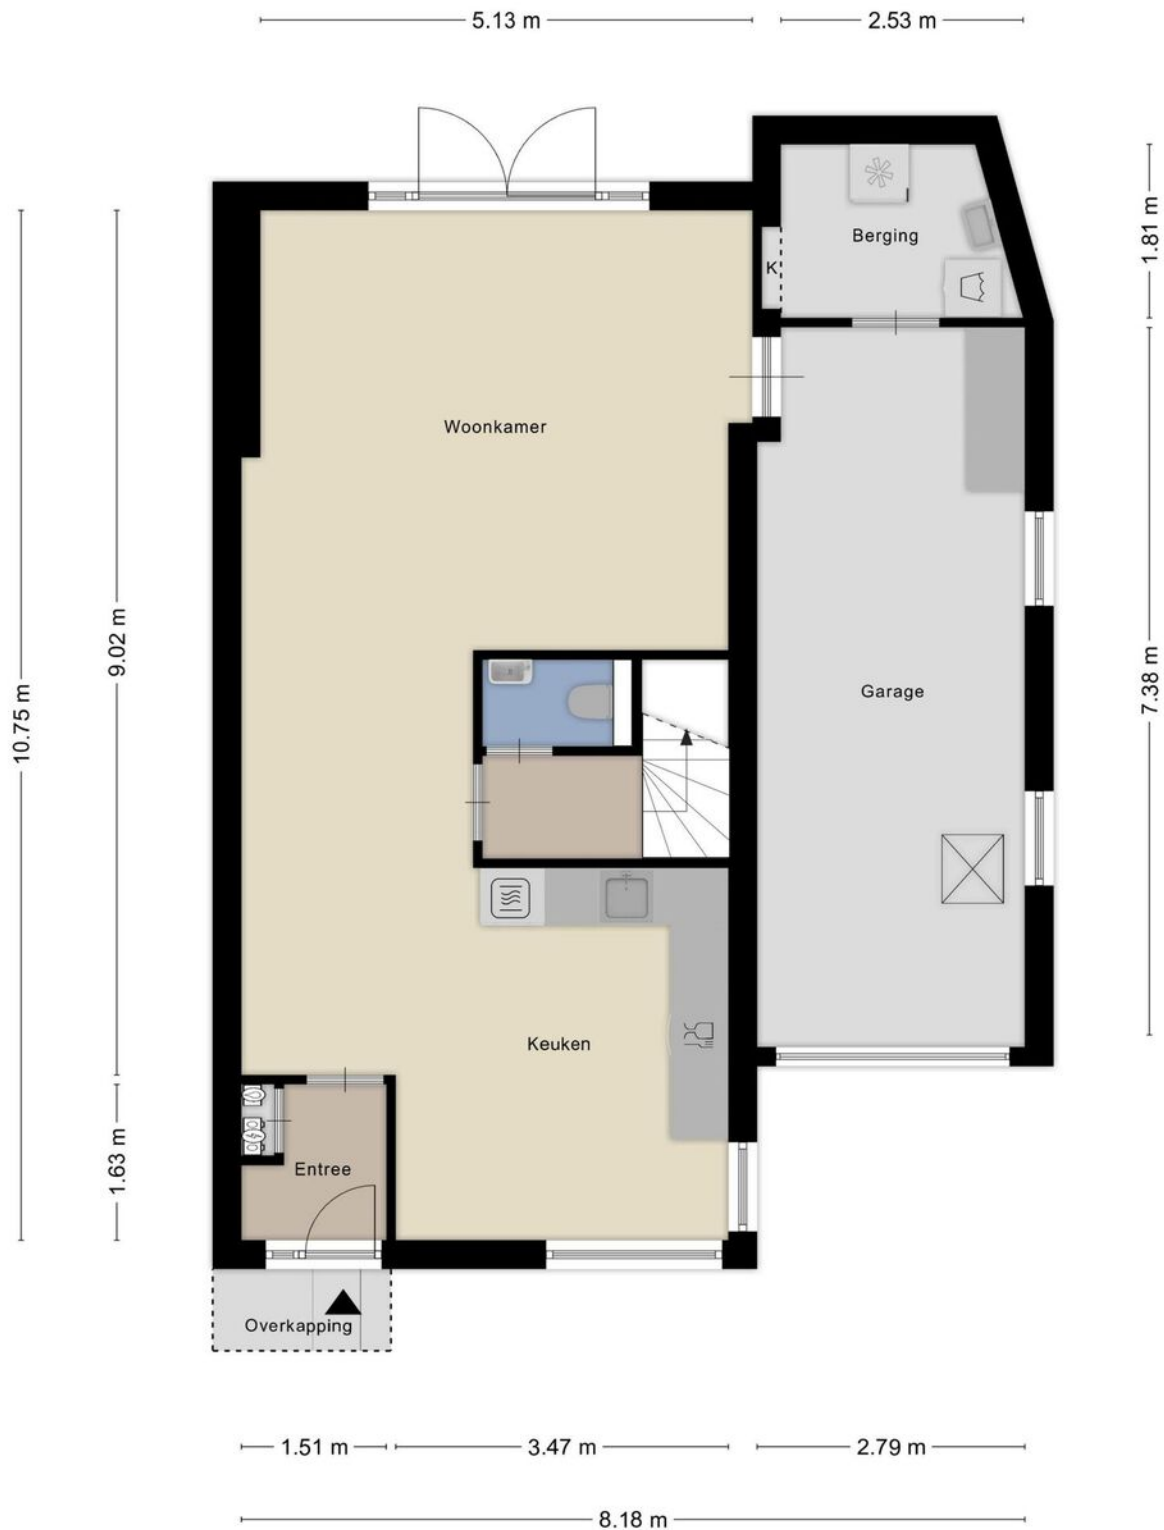 5.13 m
2.53 m
Berging
K
1.81 m
Woonkamer
9.02 m
10.75 m
Garage
7.38 m
Keuken
1.63 m
Entree
Overkapping
1.51 m
3.47 m
2.79 m
8.18 m